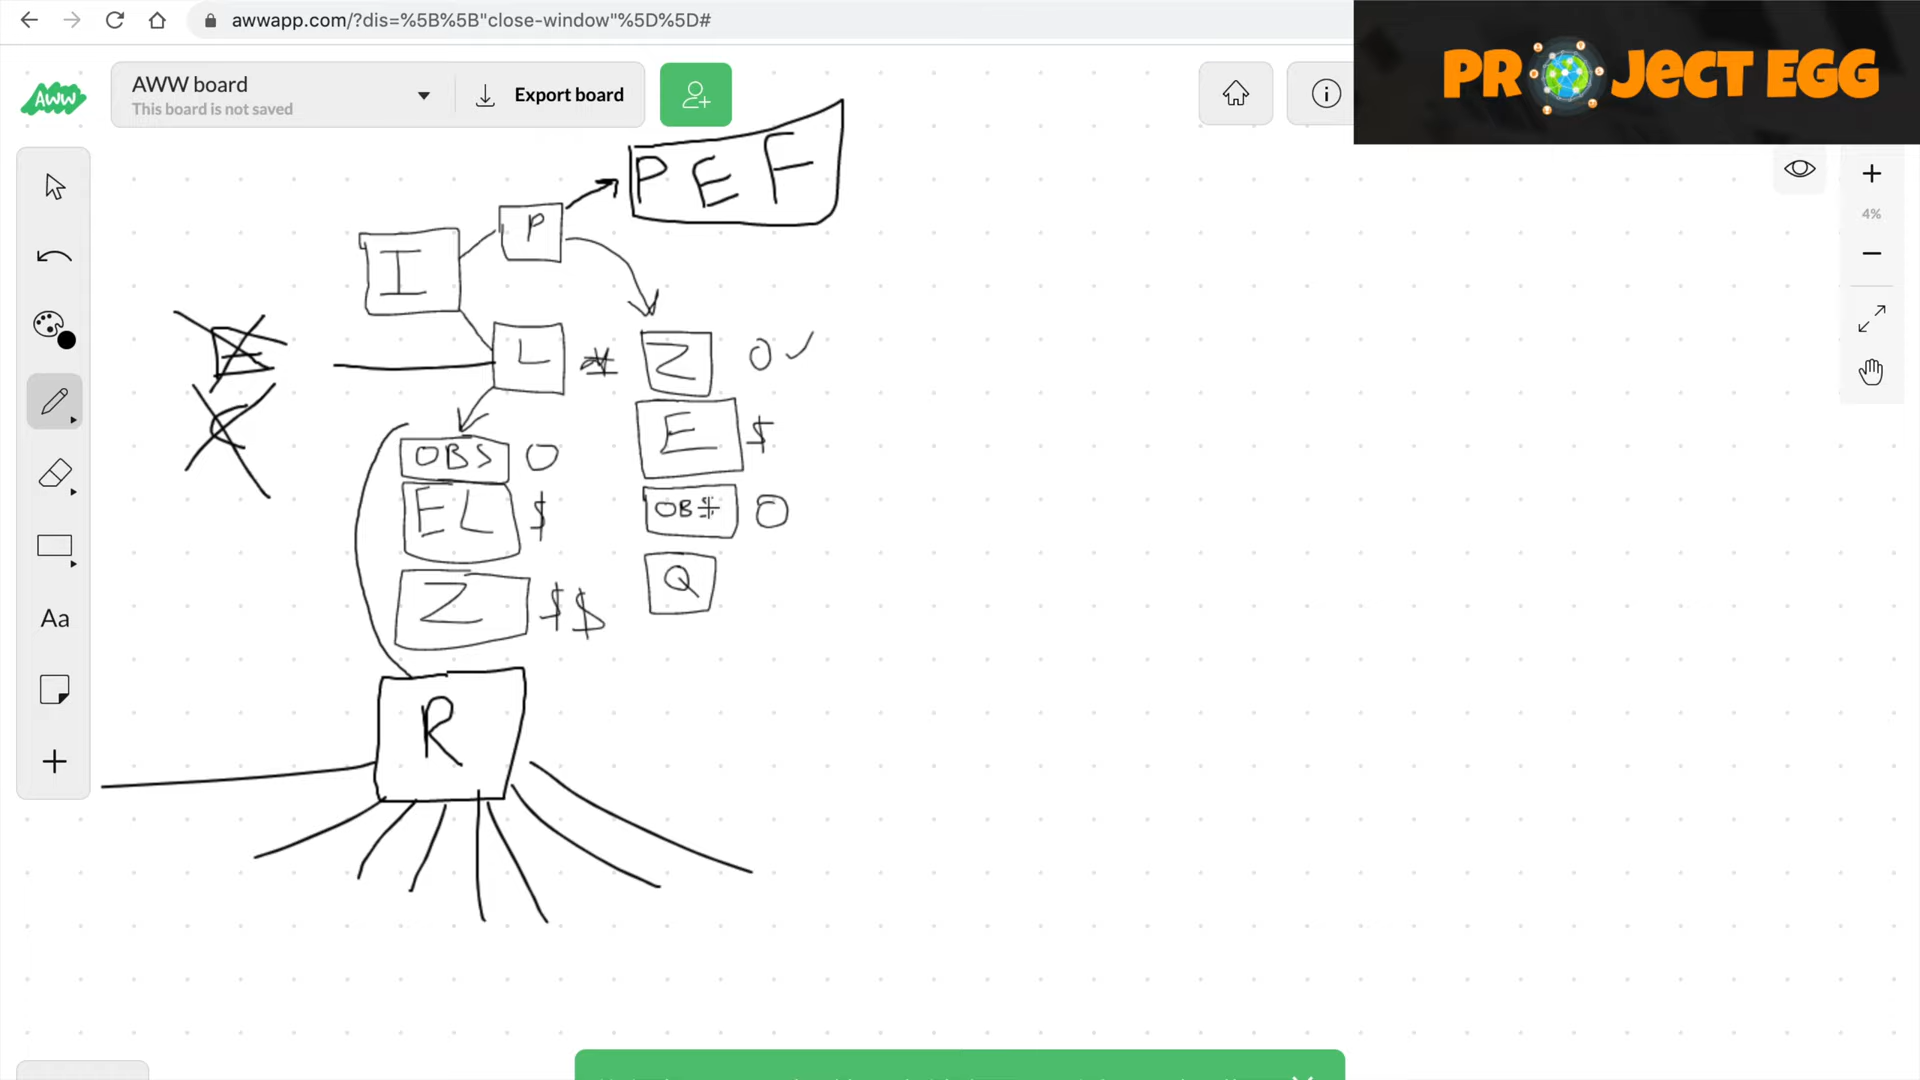 awwapp.com/?dis=%5B%5B"close-window"%5D%5D#
PROJECT EGG
AWW
AWW board
This board is not saved
Export board
4%
PEF
P
I
L
Z O
E $
OBS O
EL $
OB O
Z $$
Q
R
Aa